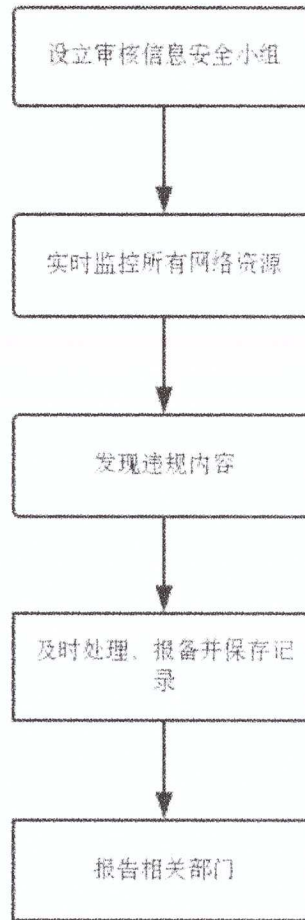 设立审核信息安全小组
实时监控所有网络资源
发现违规内容
及时处理、报备并保存记
录
报告相关部门